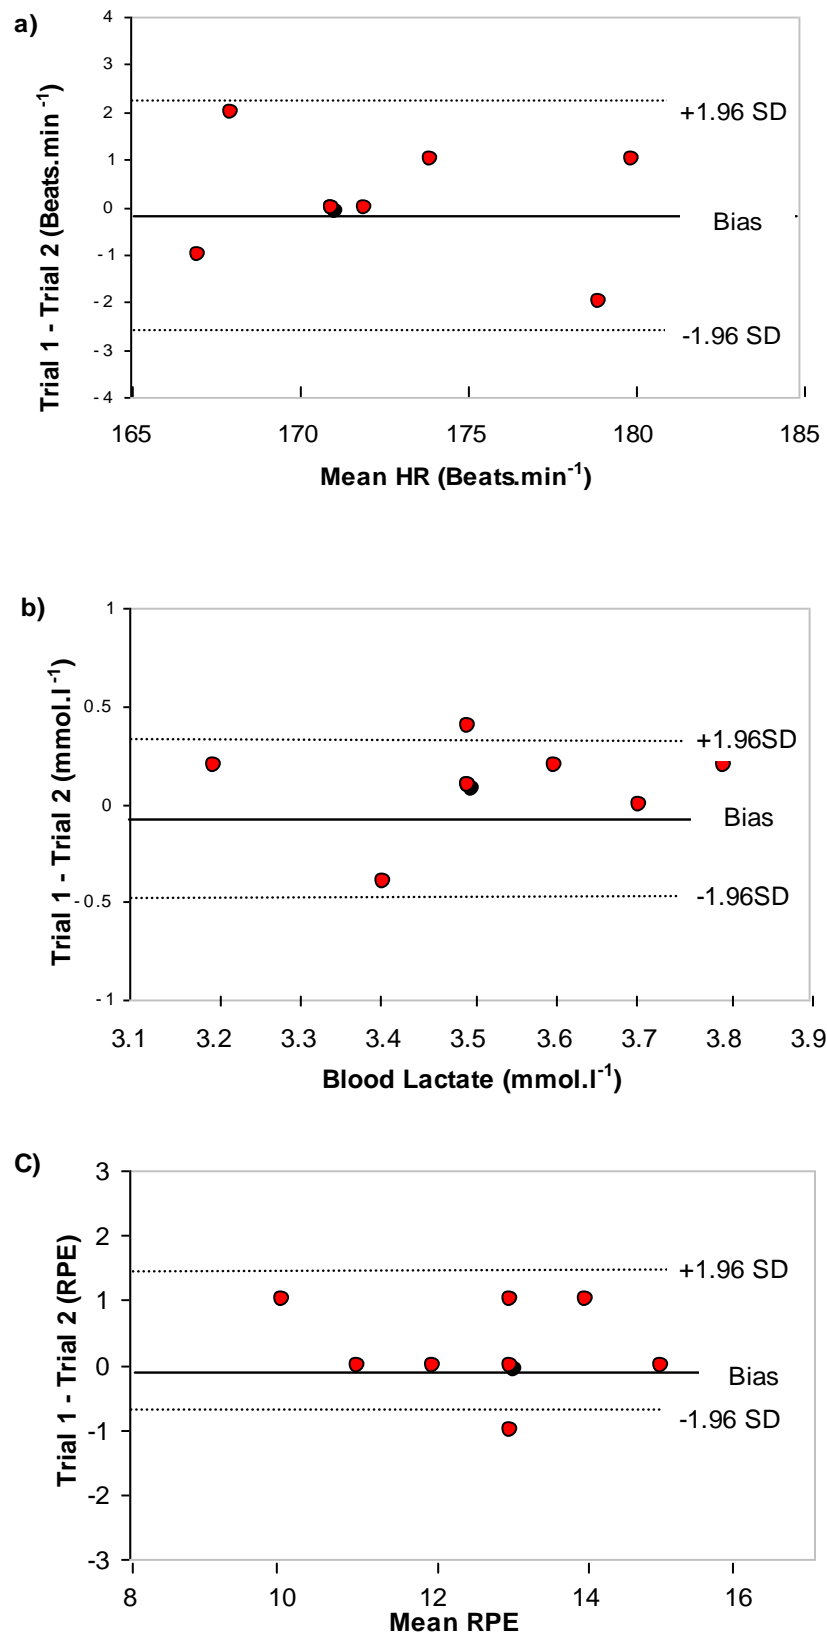 a)
4
3
2
1
0
-1
-2
-3
-4
Trial 1 - Trial 2 (Beats.min⁻¹)
+1.96 SD
Bias
-1.96 SD
165 170 175 180 185
Mean HR (Beats.min⁻¹)
b)
1
0.5
0
-0.5
-1
Trial 1 - Trial 2 (mmol.l⁻¹)
+1.96SD
Bias
-1.96SD
3.1 3.2 3.3 3.4 3.5 3.6 3.7 3.8 3.9
Blood Lactate (mmol.l⁻¹)
C)
3
2
1
0
-1
-2
-3
Trial 1 - Trial 2 (RPE)
+1.96 SD
Bias
-1.96 SD
8 10 12 14 16
Mean RPE